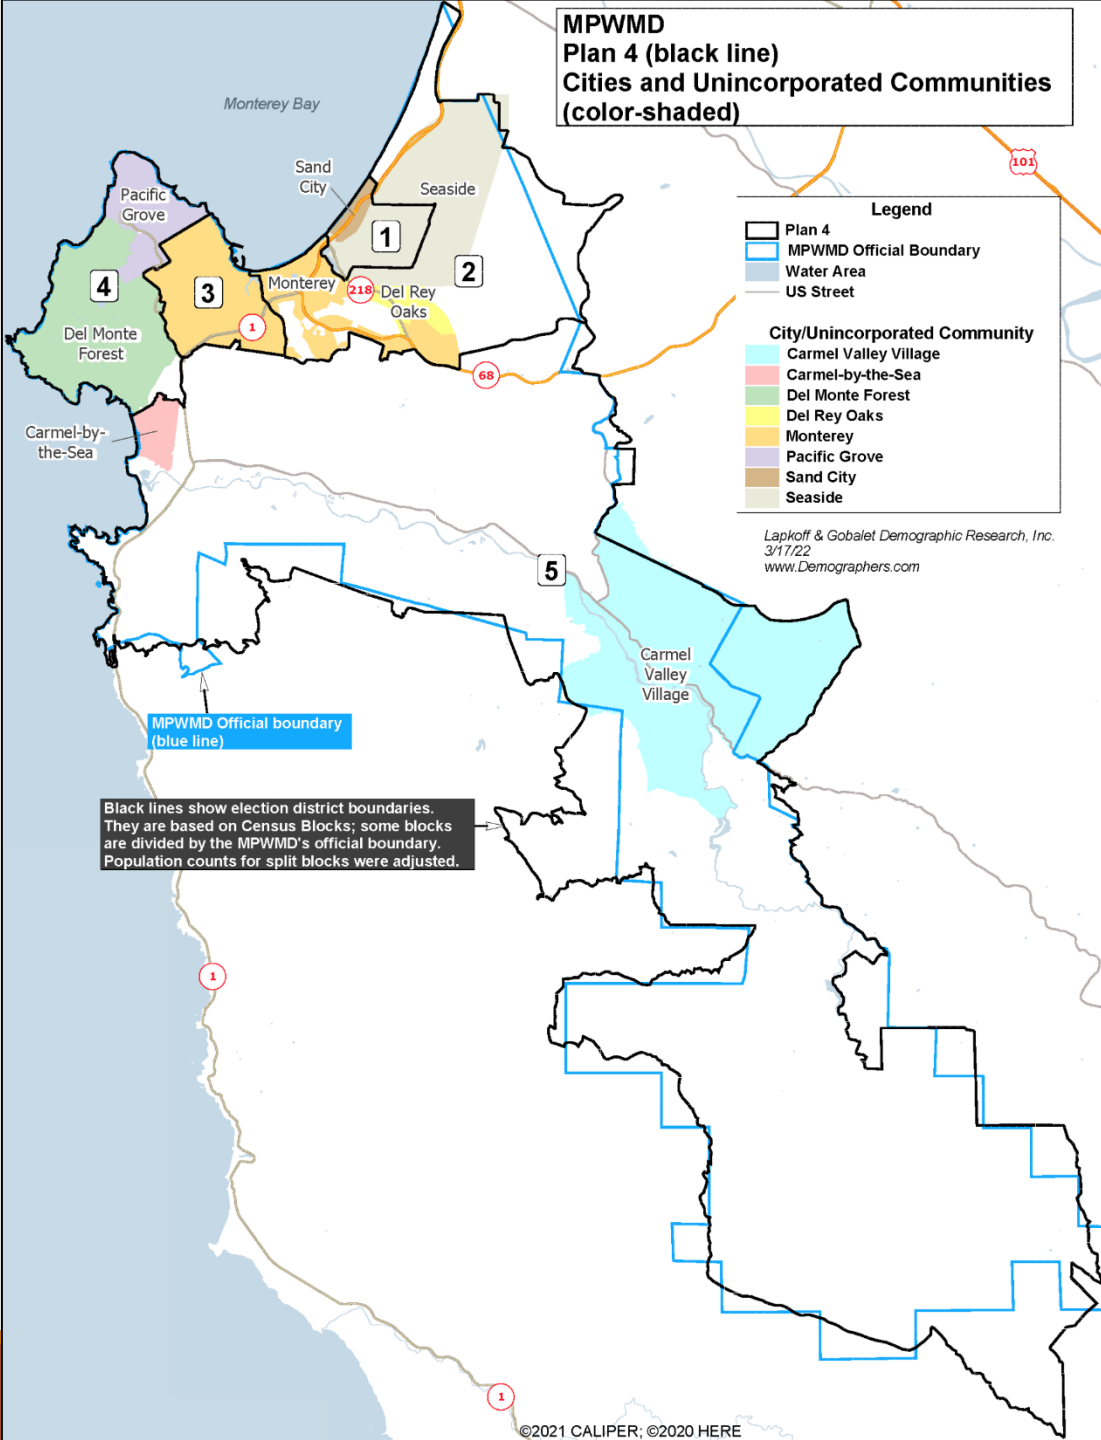 MPWMD
Plan 4 (black line)
Cities and Unincorporated Communities
(color-shaded)
Monterey Bay
101
Sand
City
Seaside
Pacific
Grove
Legend
Plan 4
MPWMD Official Boundary
Water Area
US Street
City/Unincorporated Community
Carmel Valley Village
Carmel-by-the-Sea
Del Monte Forest
Del Rey Oaks
Monterey
Pacific Grove
Sand City
Seaside
1
2
4
3
Monterey
218
Del Rey
Oaks
1
Del Monte
Forest
68
Carmel-by-
the-Sea
Lapkoff & Gobalet Demographic Research, Inc.
3/17/22
www.Demographers.com
5
Carmel
Valley
Village
MPWMD Official boundary
(blue line)
Black lines show election district boundaries.
They are based on Census Blocks; some blocks
are divided by the MPWMD's official boundary.
Population counts for split blocks were adjusted.
1
1
©2021 CALIPER; ©2020 HERE